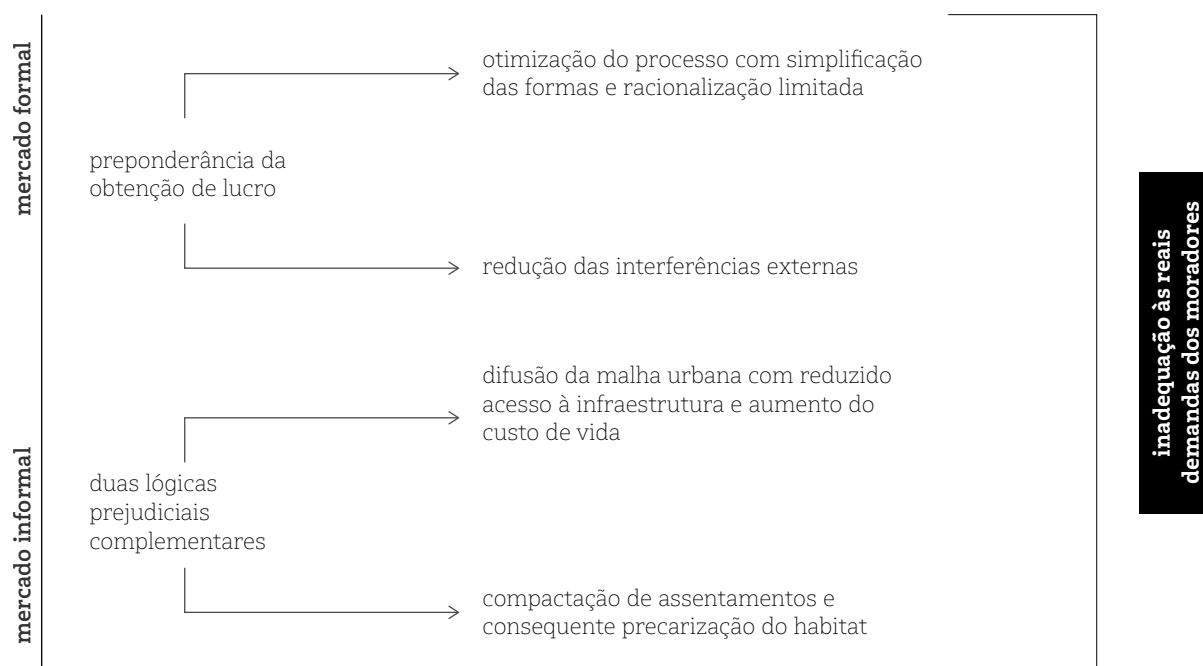 mercado formal
otimização do processo com simplificação
das formas e racionalização limitada
preponderância da
obtenção de lucro
redução das interferências externas
mercado informal
difusão da malha urbana com reduzido
acesso à infraestrutura e aumento do
custo de vida
duas lógicas
prejudiciais
complementares
compactação de assentamentos e
consequente precarização do habitat
inadequação às reais
demandas dos moradores